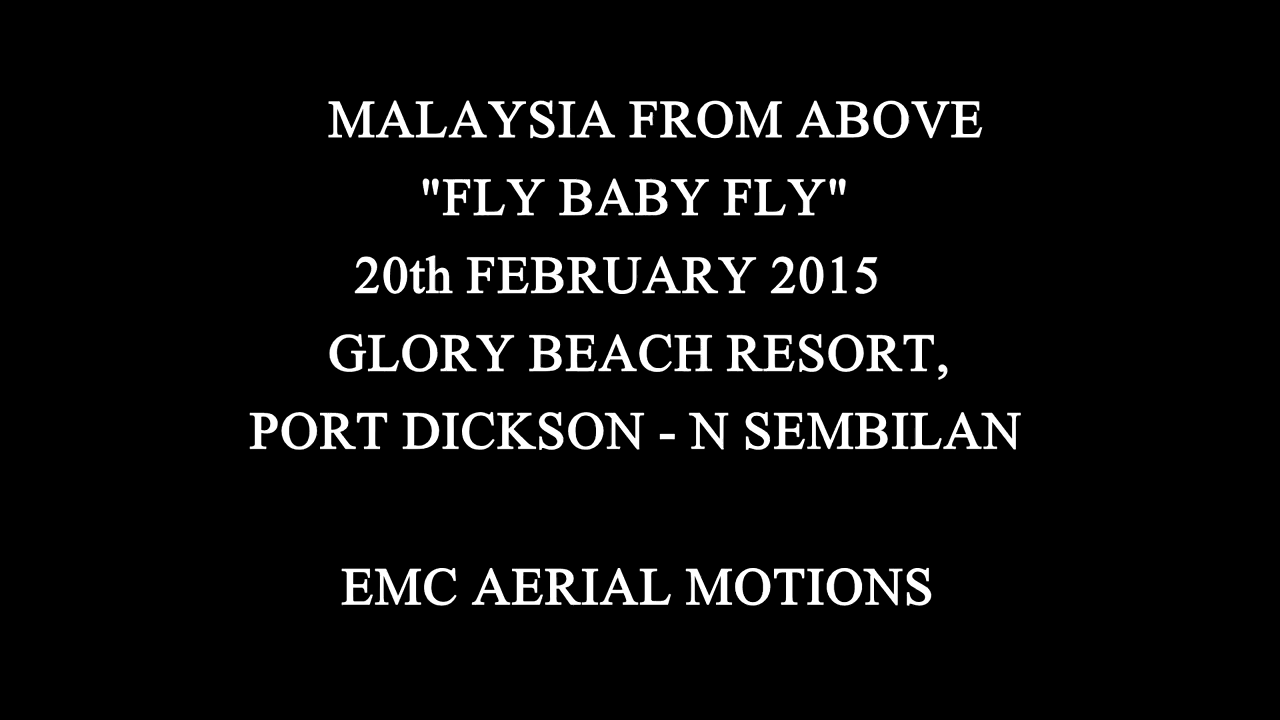 MALAYSIA FROM ABOVE
"FLY BABY FLY"
20th FEBRUARY 2015
GLORY BEACH RESORT,
PORT DICKSON - N SEMBILAN
EMC AERIAL MOTIONS